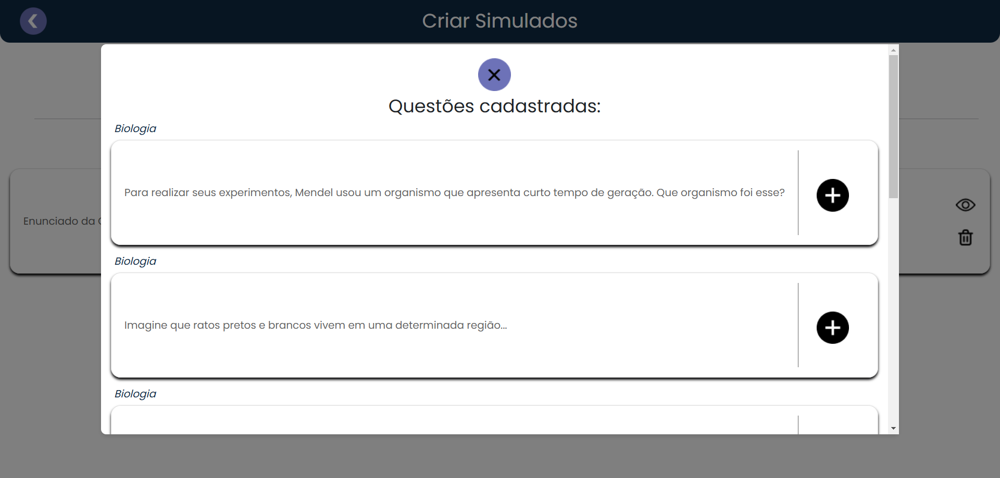 Criar Simulados
Questões cadastradas:
Biologia
Para realizar seus experimentos, Mendel usou um organismo que apresenta curto tempo de geração. Que organismo foi esse?
Biologia
Imagine que ratos pretos e brancos vivem em uma determinada região...
Biologia
Enunciado da